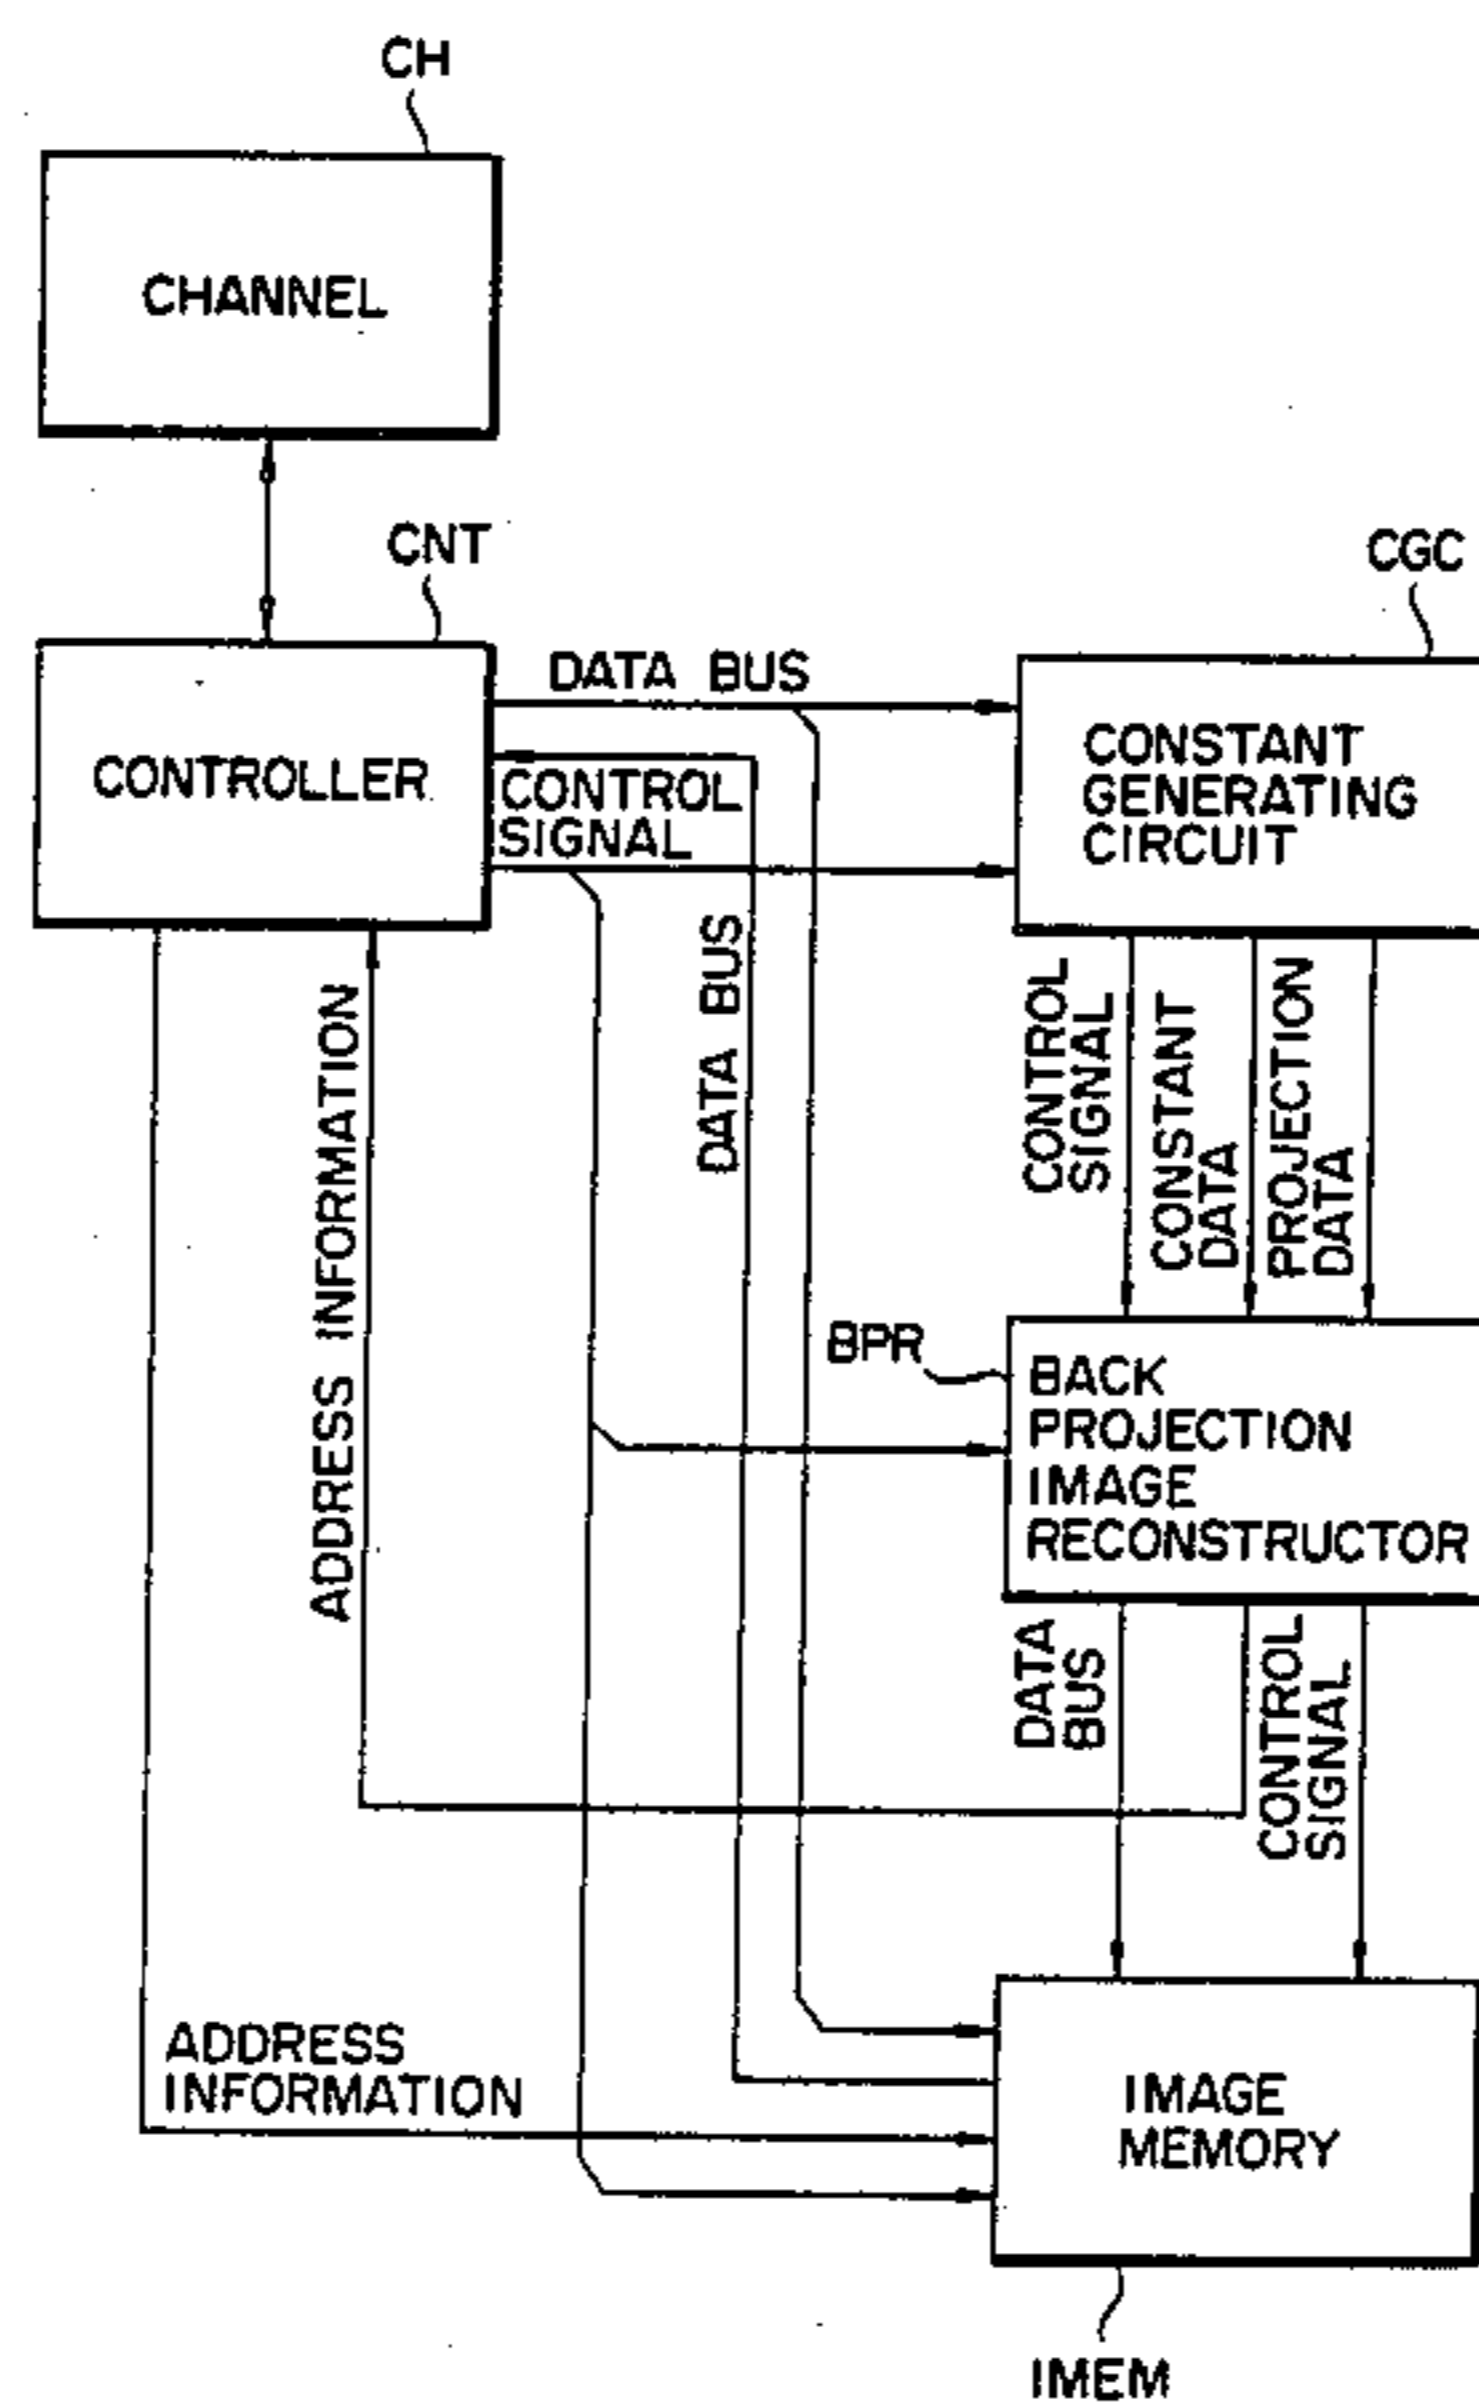 CH
CHANNEL
CNT
CGC
DATA BUS
CONTROLLER
CONTROL
SIGNAL
CONSTANT
GENERATING
CIRCUIT
DATA BUS
ADDRESS INFORMATION
CONTROL
SIGNAL
CONSTANT
DATA
PROJECTION
DATA
BPR
BACK
PROJECTION
IMAGE
RECONSTRUCTOR
DATA
BUS
CONTROL
SIGNAL
ADDRESS
INFORMATION
IMAGE
MEMORY
IMEM